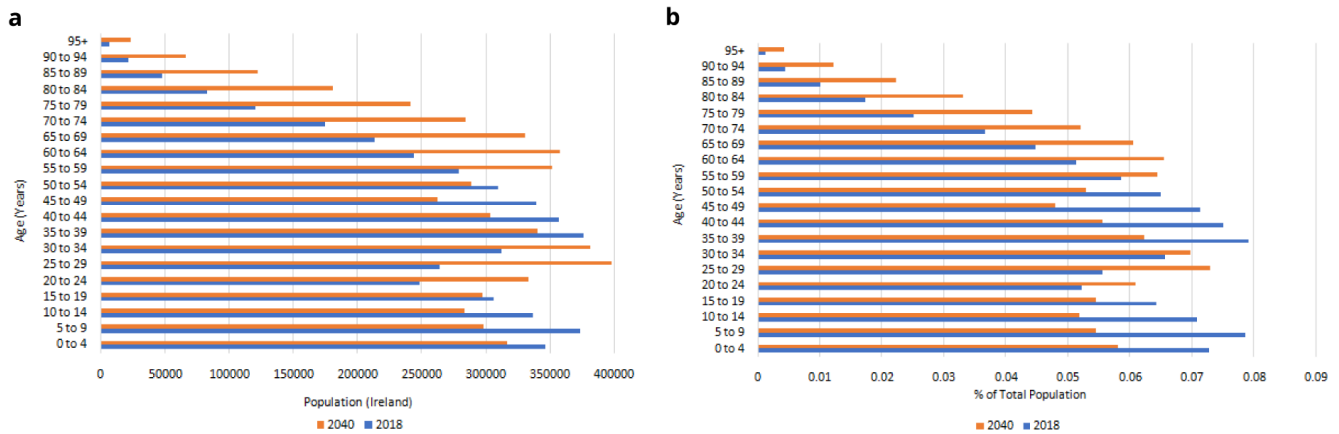 a
Age (Years)
95+
90 to 94
85 to 89
80 to 84
75 to 79
70 to 74
65 to 69
60 to 64
55 to 59
50 to 54
45 to 49
40 to 44
35 to 39
30 to 34
25 to 29
20 to 24
15 to 19
10 to 14
5 to 9
0 to 4
0 50000 100000 150000 200000 250000 300000 350000 400000
Population (Ireland)
2040 2018
b
Age (Years)
95+
90 to 94
85 to 89
80 to 84
75 to 79
70 to 74
65 to 69
60 to 64
55 to 59
50 to 54
45 to 49
40 to 44
35 to 39
30 to 34
25 to 29
20 to 24
15 to 19
10 to 14
5 to 9
0 to 4
0 0.01 0.02 0.03 0.04 0.05 0.06 0.07 0.08 0.09
% of Total Population
2040 2018